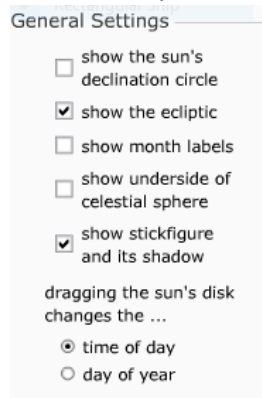 General Settings
show the sun's
declination circle
show the ecliptic
show month labels
show underside of
celestial sphere
show stickfigure
and its shadow
dragging the sun's disk
changes the ...
time of day
day of year